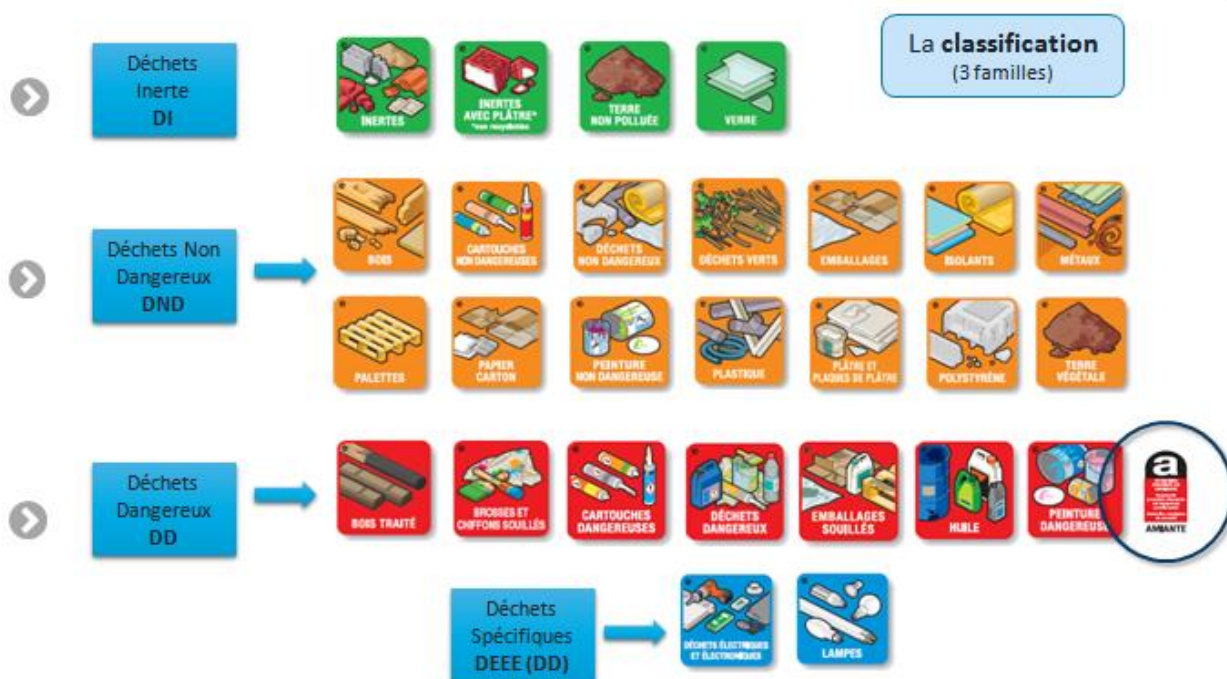 La classification
(3 familles)
Déchets
Inerte
DI
INERTES
INERTES
AVEC PLÂTRE*
*non recyclables
TERRE
NON POLLUÉE
VERRE
Déchets Non
Dangereux
DND
BOIS
CARTOUCHES
NON DANGEREUSES
DÉCHETS
NON DANGEREUX
DÉCHETS VERTS
EMBALLAGES
ISOLANTS
MÉTAUX
PALETTES
PAPIER
CARTON
PEINTURE
NON DANGEREUSE
PLASTIQUE
PLÂTRE ET
PLAQUES DE PLÂTRE
POLYSTYRÈNE
TERRE
VÉGÉTALE
Déchets
Dangereux
DD
BOIS TRAITÉ
BROSSES ET
CHIFFONS SOUILLÉS
CARTOUCHES
DANGEREUSES
DÉCHETS
DANGEREUX
EMBALLAGES
SOUILLÉS
HUILE
PEINTURE
DANGEREUSE
a
AMIANTE
Déchets
Spécifiques
DEEE (DD)
DÉCHETS ÉLECTRIQUES
ET ÉLECTRONIQUES
LAMPES